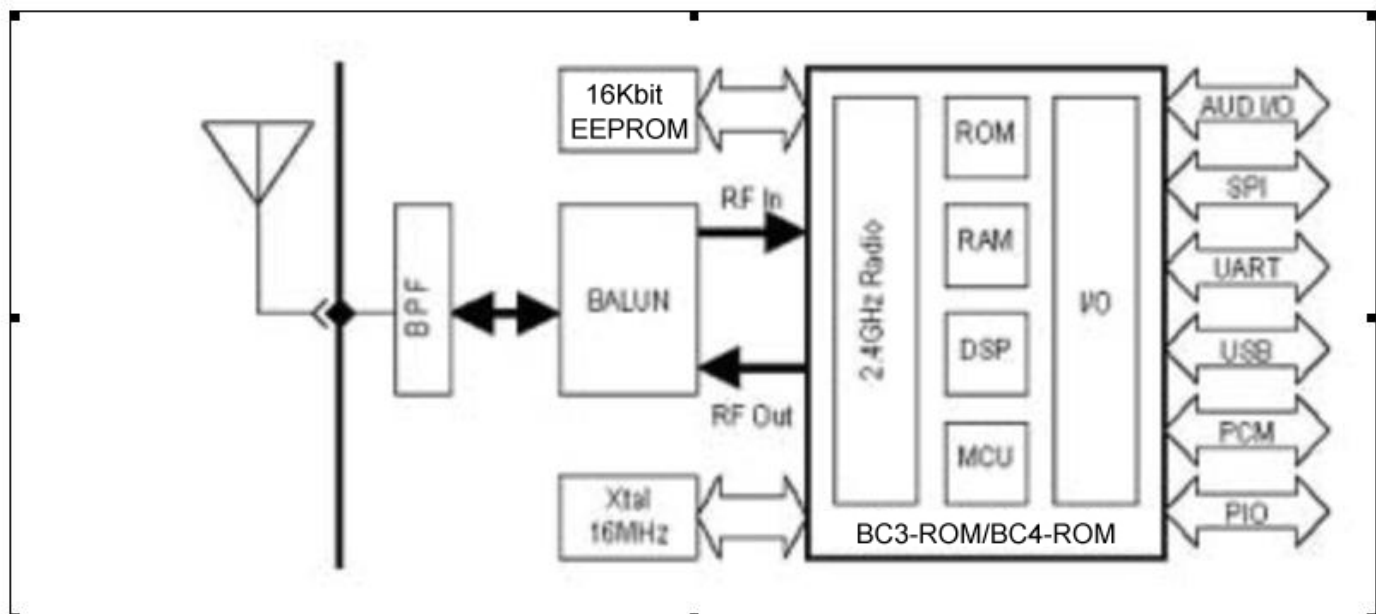 16Kbit
EEPROM
BPF
BALUN
RF In
RF Out
Xtal
16MHz
2.4GHz Radio
ROM
RAM
DSP
MCU
I/O
BC3-ROM/BC4-ROM
AUD I/O
SPI
UART
USB
PCM
PIO